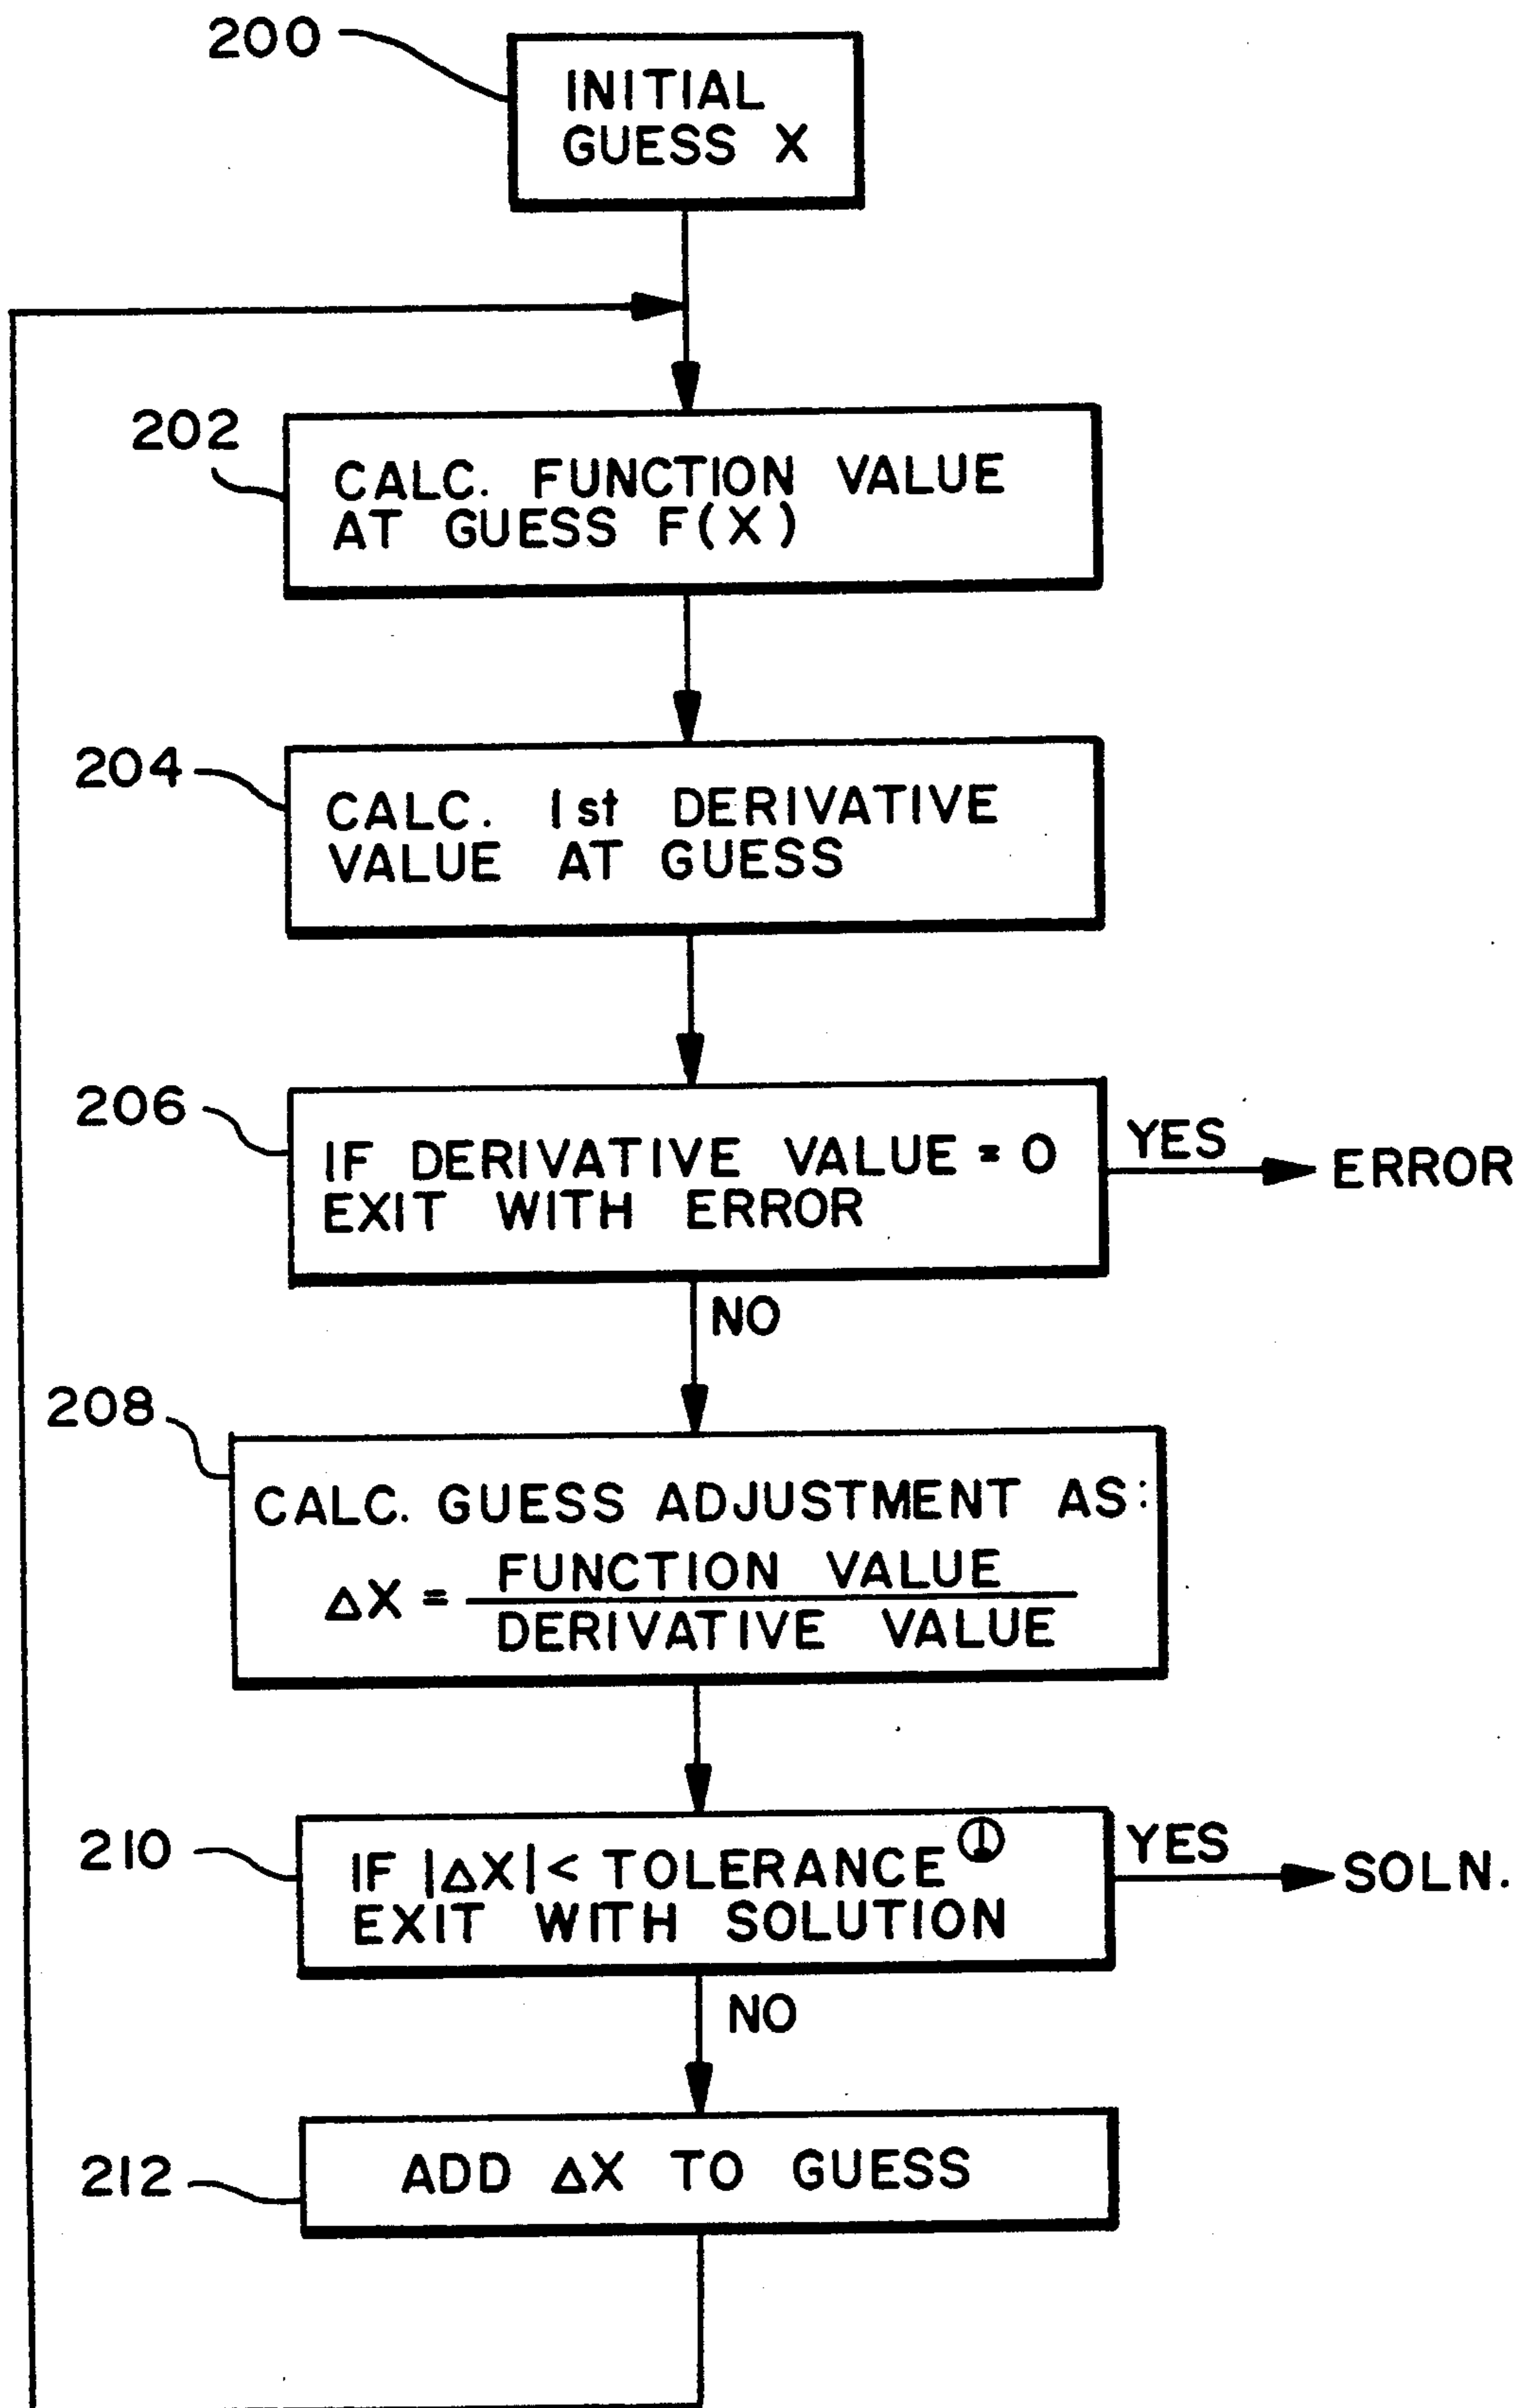 200
INITIAL
GUESS X
202
CALC. FUNCTION VALUE
AT GUESS F(X)
204
CALC. 1st DERIVATIVE
VALUE AT GUESS
206
IF DERIVATIVE VALUE = 0
EXIT WITH ERROR
YES
ERROR
NO
208
CALC. GUESS ADJUSTMENT AS:
ΔX = FUNCTION VALUE
DERIVATIVE VALUE
210
IF |ΔX| < TOLERANCE ①
EXIT WITH SOLUTION
YES
SOLN.
NO
212
ADD ΔX TO GUESS